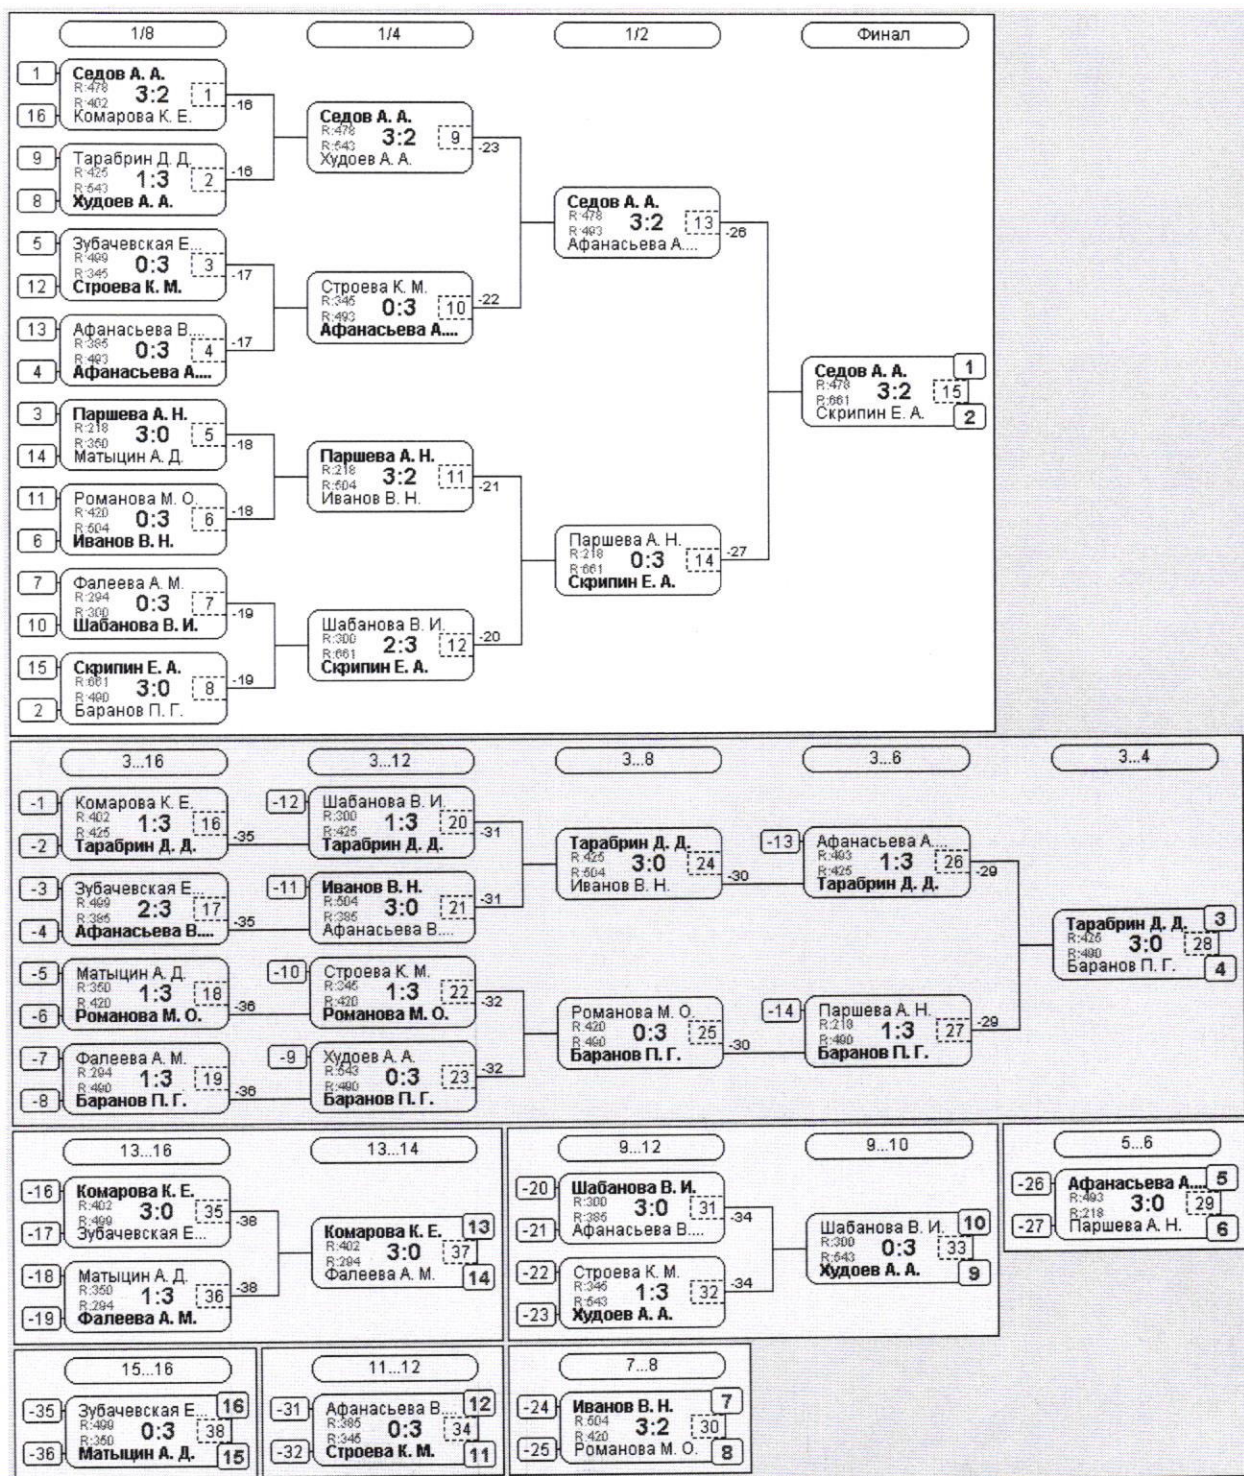 1/8
1/4
1/2
Финал
1
Седов А. А.
R:478
3:2
1
-16
R:402
16
Комарова К. Е.
Седов А. А.
R:478
3:2
9
-23
R:543
Худоев А. А.
9
Тарабрин Д. Д.
R:425
1:3
2
-16
R:543
8
Худоев А. А.
Седов А. А.
R:478
3:2
13
-26
R:493
Афанасьева А....
5
Зубачевская Е...
R:499
0:3
3
-17
R:345
12
Строева К. М.
Строева К. М.
R:345
0:3
10
-22
R:493
Афанасьева А....
13
Афанасьева В....
R:385
0:3
4
-17
R:493
4
Афанасьева А....
Седов А. А.
1
R:478
3:2
15
R:661
Скрипин Е. А.
2
3
Паршева А. Н.
R:218
3:0
5
-18
R:350
14
Матыцин А. Д.
Паршева А. Н.
R:218
3:2
11
-21
R:504
Иванов В. Н.
11
Романова М. О.
R:420
0:3
6
-18
R:504
6
Иванов В. Н.
Паршева А. Н.
R:218
0:3
14
-27
R:661
Скрипин Е. А.
7
Фалеева А. М.
R:294
0:3
7
-19
R:300
10
Шабанова В. И.
Шабанова В. И.
R:300
2:3
12
-20
R:661
Скрипин Е. А.
15
Скрипин Е. А.
R:661
3:0
8
-19
R:490
2
Баранов П. Г.
3...16
3...12
3...8
3...6
3...4
-1
Комарова К. Е.
R:402
1:3
16
-35
R:425
-2
Тарабрин Д. Д.
-12
Шабанова В. И.
R:300
1:3
20
-31
R:425
Тарабрин Д. Д.
Тарабрин Д. Д.
R:425
3:0
24
-30
R:504
Иванов В. Н.
-13
Афанасьева А....
R:493
1:3
26
-29
R:425
Тарабрин Д. Д.
-3
Зубачевская Е...
R:499
2:3
17
-35
R:385
-4
Афанасьева В....
-11
Иванов В. Н.
R:504
3:0
21
-31
R:385
Афанасьева В....
Тарабрин Д. Д.
3
R:425
3:0
28
R:490
Баранов П. Г.
4
-5
Матыцин А. Д.
R:350
1:3
18
-36
R:420
-6
Романова М. О.
-10
Строева К. М.
R:345
1:3
22
-32
R:420
Романова М. О.
Романова М. О.
R:420
0:3
25
-30
R:490
Баранов П. Г.
-14
Паршева А. Н.
R:218
1:3
27
-29
R:490
Баранов П. Г.
-7
Фалеева А. М.
R:294
1:3
19
-36
R:490
-8
Баранов П. Г.
-9
Худоев А. А.
R:543
0:3
23
-32
R:490
Баранов П. Г.
13...16
13...14
-16
Комарова К. Е.
R:402
3:0
35
-38
R:499
-17
Зубачевская Е...
Комарова К. Е.
13
R:402
3:0
37
R:294
Фалеева А. М.
14
-18
Матыцин А. Д.
R:350
1:3
36
-38
R:294
-19
Фалеева А. М.
9...12
9...10
-20
Шабанова В. И.
R:300
3:0
31
-34
R:385
-21
Афанасьева В....
Шабанова В. И.
10
R:300
0:3
33
R:543
Худоев А. А.
9
-22
Строева К. М.
R:345
1:3
32
-34
R:543
-23
Худоев А. А.
5...6
-26
Афанасьева А....
5
R:493
3:0
29
R:218
-27
Паршева А. Н.
6
15...16
-35
Зубачевская Е...
16
R:499
0:3
38
R:350
-36
Матыцин А. Д.
15
11...12
-31
Афанасьева В....
12
R:385
0:3
34
R:345
-32
Строева К. М.
11
7...8
-24
Иванов В. Н.
7
R:504
3:2
30
R:420
-25
Романова М. О.
8